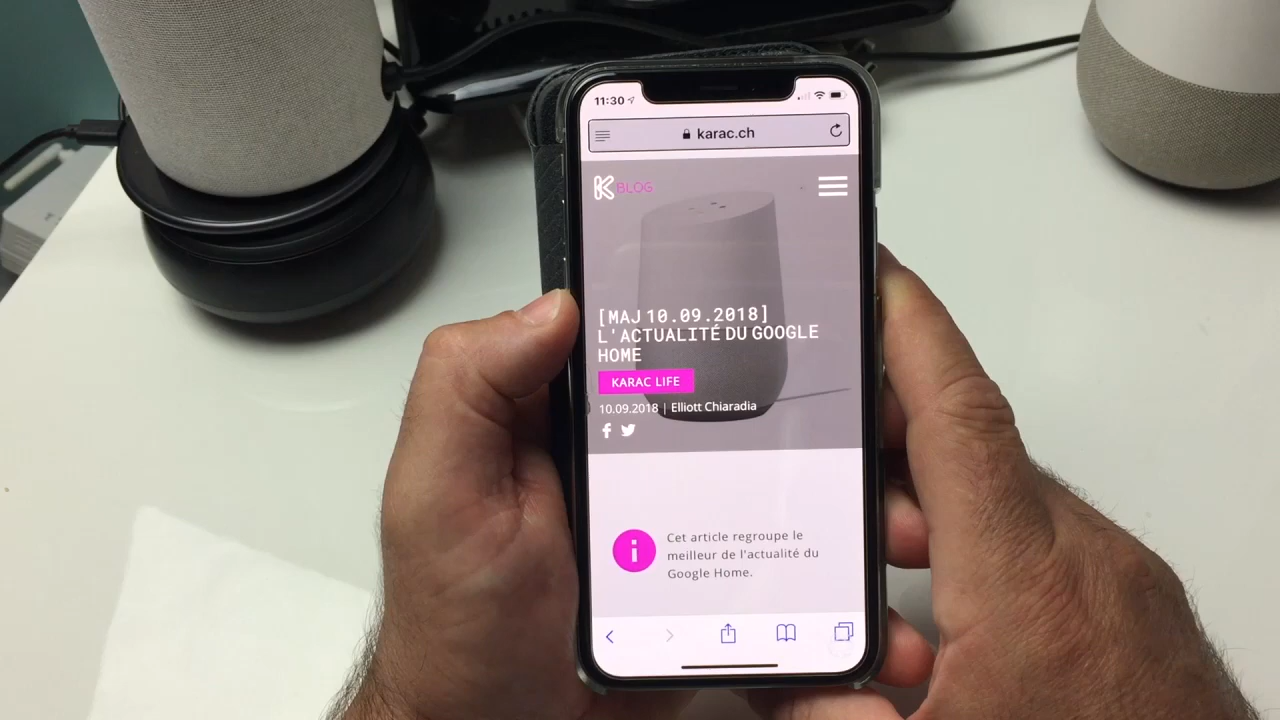 11:30
karac.ch
K BLOG
[MAJ 10.09.2018]
L'ACTUALITÉ DU GOOGLE
HOME
KARAC LIFE
10.09.2018 | Elliott Chiaradia
Cet article regroupe le
meilleur de l'actualité du
Google Home.